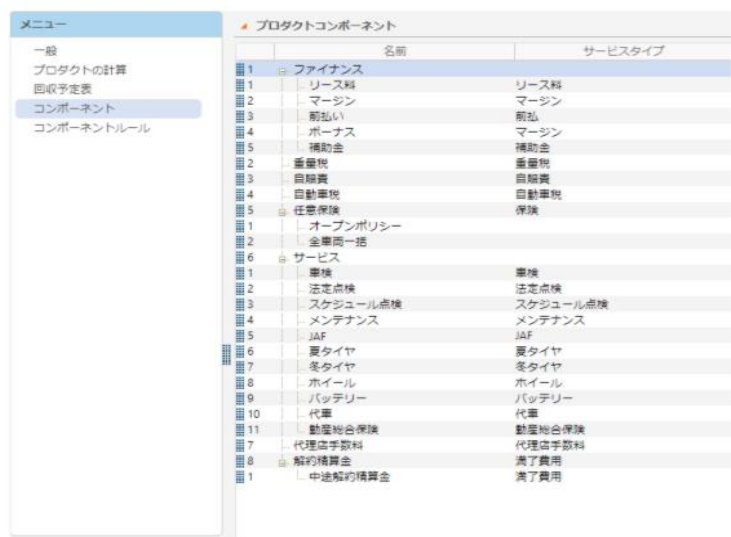 メニュー
一般
プロダクトの計算
回収予定表
コンポーネント
コンポーネントルール
プロダクトコンポーネント
名前 サービスタイプ
1 ファイナンス
1 リース料 リース料
2 マージン マージン
3 前払い 前払
4 ボーナス マージン
5 補助金 補助金
2 重量税 重量税
3 自賠責 自賠責
4 自動車税 自動車税
5 任意保険 保険
1 オープンポリシー
2 全車両一括
6 サービス
1 車検 車検
2 法定点検 法定点検
3 スケジュール点検 スケジュール点検
4 メンテナンス メンテナンス
5 JAF JAF
6 夏タイヤ 夏タイヤ
7 冬タイヤ 冬タイヤ
8 ホイール ホイール
9 バッテリー バッテリー
10 代車 代車
11 動産総合保険 動産総合保険
7 代理店手数料 代理店手数料
8 解約精算金 満了費用
1 中途解約精算金 満了費用